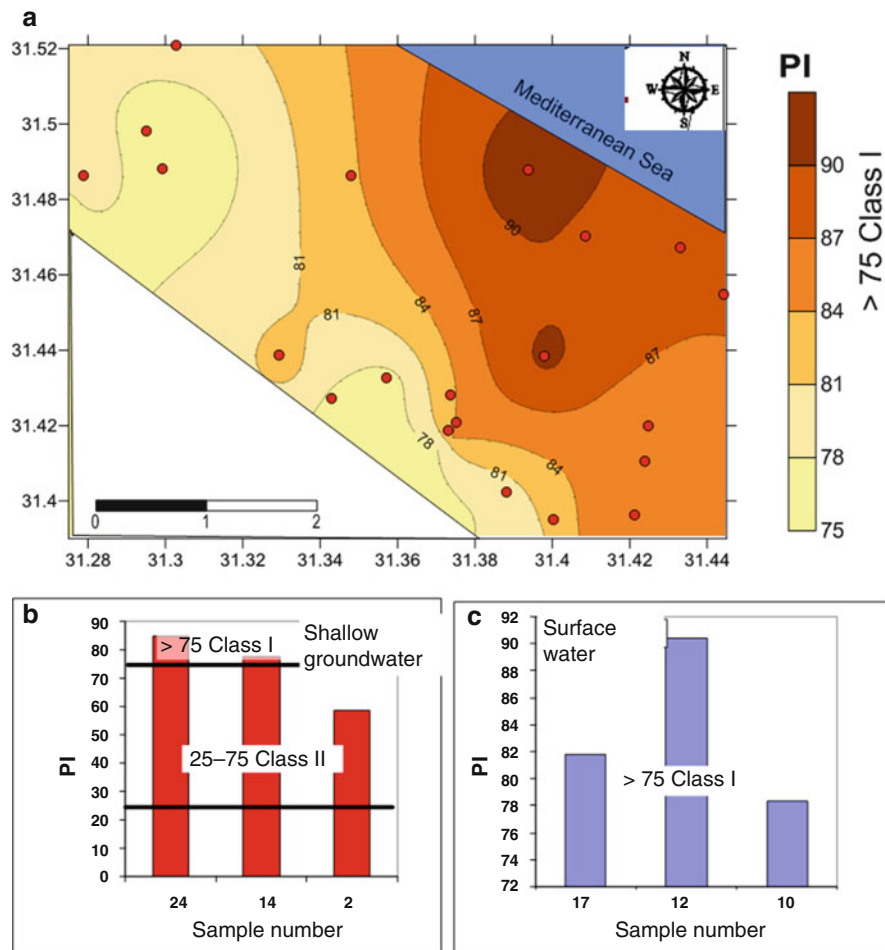 a
31.52
31.5
31.48
31.46
31.44
31.42
31.4
31.28 31.3 31.32 31.34 31.36 31.38 31.4 31.42 31.44
Mediterranean Sea
N
W E
S
90
81
84
87
81
87
78
81
84
0 1 2
PI
90
87
84
81
78
75
> 75 Class I
b
90
80
70
60
50
40
30
20
10
0
PI
> 75 Class I
Shallow
groundwater
25–75 Class II
24 14 2
Sample number
c
92
90
88
86
84
82
80
78
76
74
72
PI
Surface
water
> 75 Class I
17 12 10
Sample number